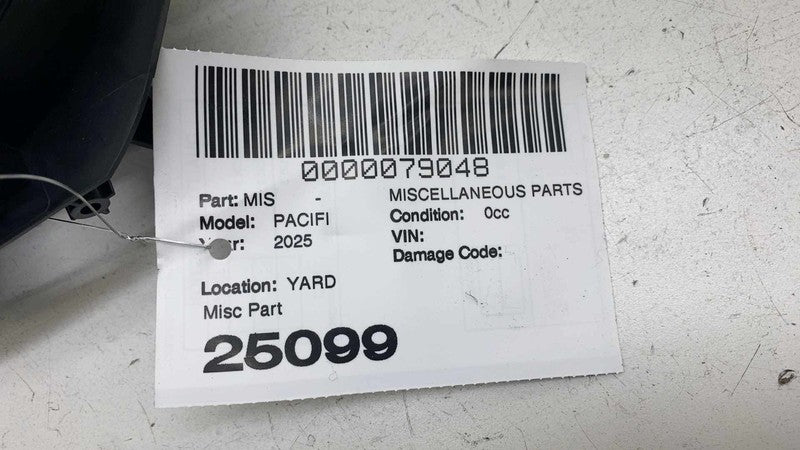 0000079048
Part: MIS - MISCELLANEOUS PARTS
Model: PACIFI Condition: 0cc
2025 VIN:
Damage Code:
Location: YARD
Misc Part
25099